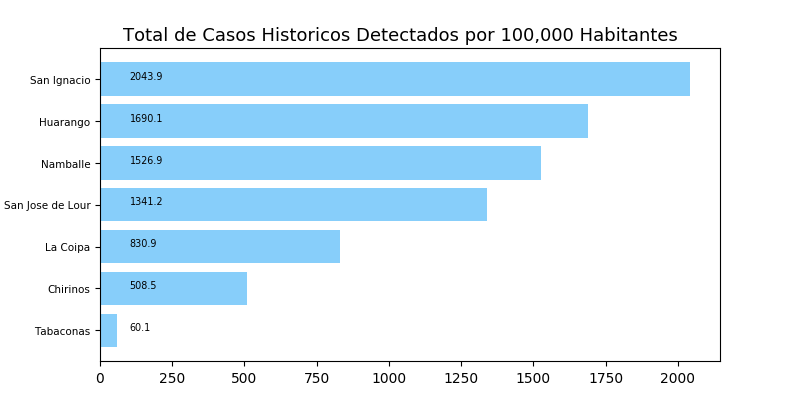 Total de Casos Historicos Detectados por 100,000 Habitantes
San Ignacio 2043.9
Huarango 1690.1
Namballe 1526.9
San Jose de Lour 1341.2
La Coipa 830.9
Chirinos 508.5
Tabaconas 60.1
0 250 500 750 1000 1250 1500 1750 2000